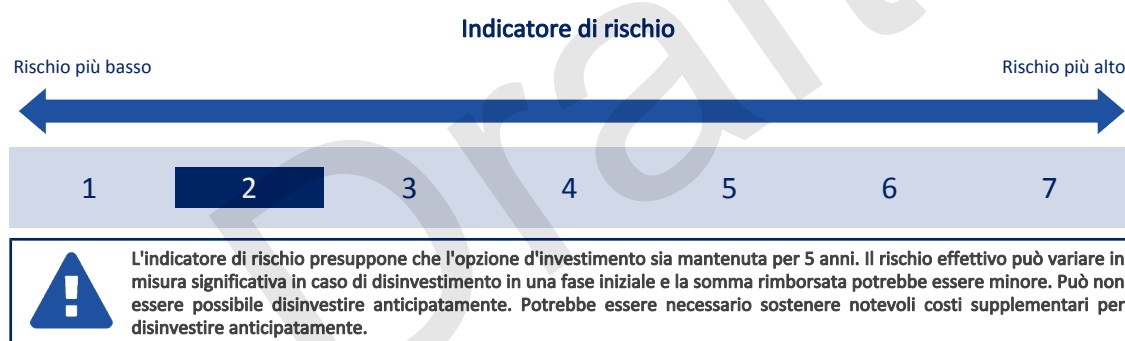 Indicatore di rischio
Rischio più basso Rischio più alto
1 2 3 4 5 6 7
L'indicatore di rischio presuppone che l'opzione d'investimento sia mantenuta per 5 anni. Il rischio effettivo può variare in
misura significativa in caso di disinvestimento in una fase iniziale e la somma rimborsata potrebbe essere minore. Può non
essere possibile disinvestire anticipatamente. Potrebbe essere necessario sostenere notevoli costi supplementari per
disinvestire anticipatamente.
Draft